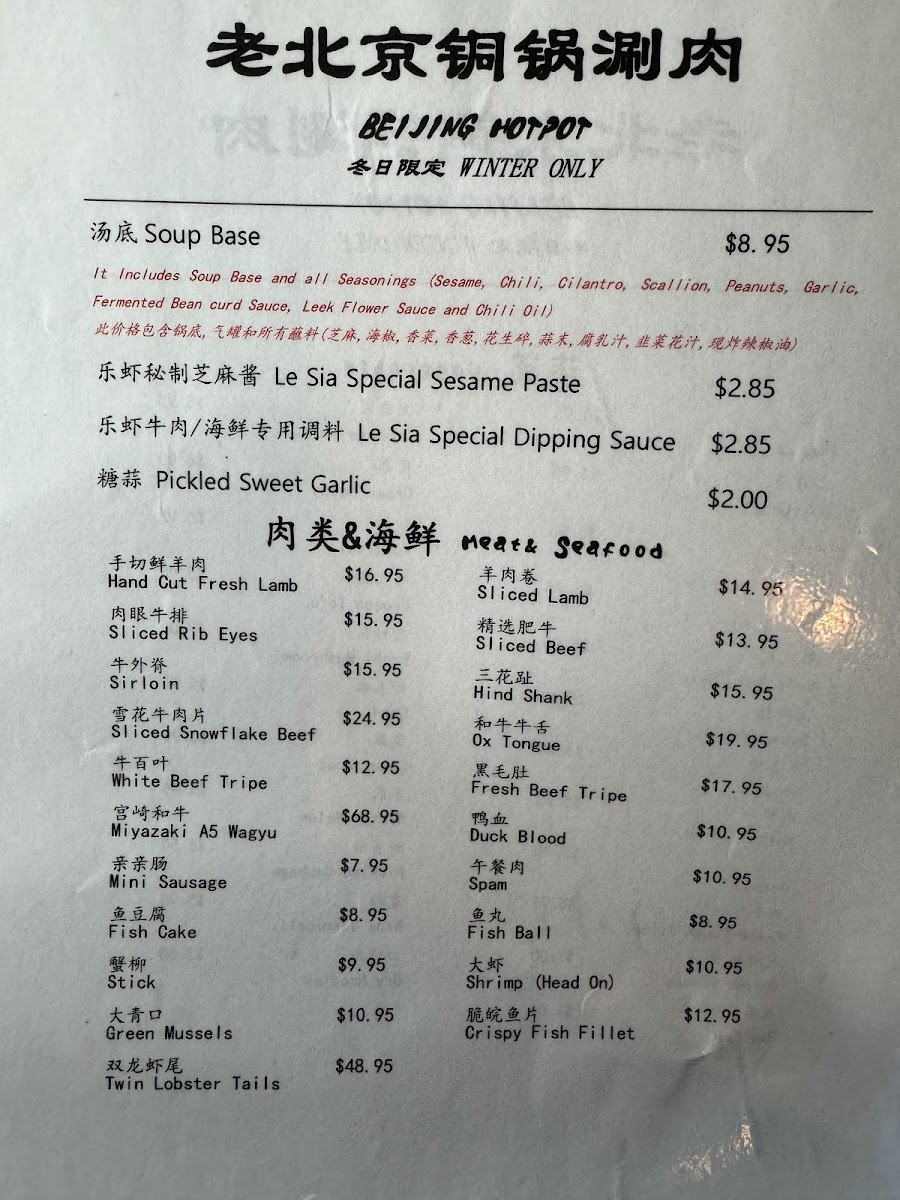 老北京铜锅涮肉
BEIJING HOTPOT
冬日限定 WINTER ONLY
汤底 Soup Base $8.95
It Includes Soup Base and all Seasonings (Sesame, Chili, Cilantro, Scallion, Peanuts, Garlic,
Fermented Bean curd Sauce, Leek Flower Sauce and Chili Oil)
此价格包含锅底,气罐和所有蘸料(芝麻,海椒,香菜,香葱,花生碎,蒜末,腐乳汁,韭菜花汁,现炸辣椒油)
乐虾秘制芝麻酱 Le Sia Special Sesame Paste $2.85
乐虾牛肉/海鲜专用调料 Le Sia Special Dipping Sauce $2.85
糖蒜 Pickled Sweet Garlic $2.00
肉类&海鲜 Meat& Seafood
手切鲜羊肉
Hand Cut Fresh Lamb $16.95
肉眼牛排
Sliced Rib Eyes $15.95
牛外脊
Sirloin $15.95
雪花牛肉片
Sliced Snowflake Beef $24.95
牛百叶
White Beef Tripe $12.95
宫崎和牛
Miyazaki A5 Wagyu $68.95
亲亲肠
Mini Sausage $7.95
鱼豆腐
Fish Cake $8.95
蟹柳
Stick $9.95
大青口
Green Mussels $10.95
双龙虾尾
Twin Lobster Tails $48.95
羊肉卷
Sliced Lamb $14.95
精选肥牛
Sliced Beef $13.95
三花趾
Hind Shank $15.95
和牛牛舌
Ox Tongue $19.95
黑毛肚
Fresh Beef Tripe $17.95
鸭血
Duck Blood $10.95
午餐肉
Spam $10.95
鱼丸
Fish Ball $8.95
大虾
Shrimp (Head On) $10.95
脆皖鱼片
Crispy Fish Fillet $12.95